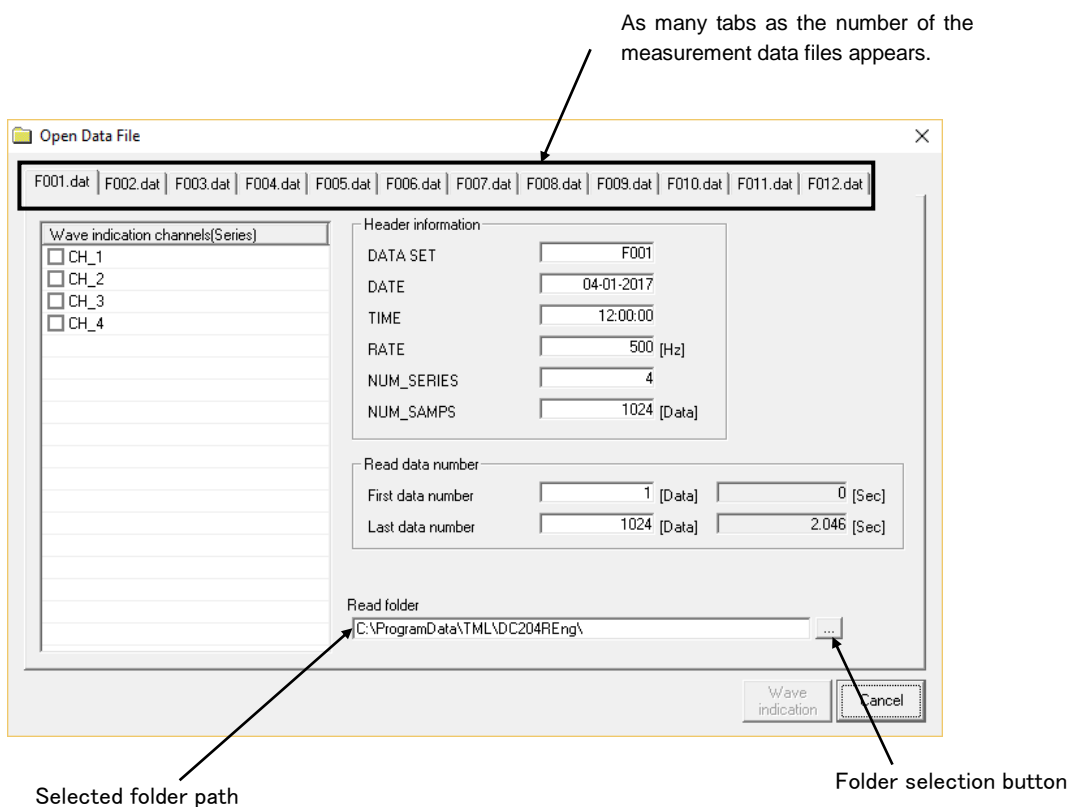 As many tabs as the number of the
measurement data files appears.
Open Data File
F001.dat F002.dat F003.dat F004.dat F005.dat F006.dat F007.dat F008.dat F009.dat F010.dat F011.dat F012.dat
Wave indication channels(Series)
CH_1
CH_2
CH_3
CH_4
Header information
DATA SET F001
DATE 04-01-2017
TIME 12:00:00
RATE 500 [Hz]
NUM_SERIES 4
NUM_SAMPS 1024 [Data]
Read data number
First data number 1 [Data] 0 [Sec]
Last data number 1024 [Data] 2.046 [Sec]
Read folder
C:\ProgramData\TML\DC204REng\ ...
Wave
indication
Cancel
Selected folder path
Folder selection button